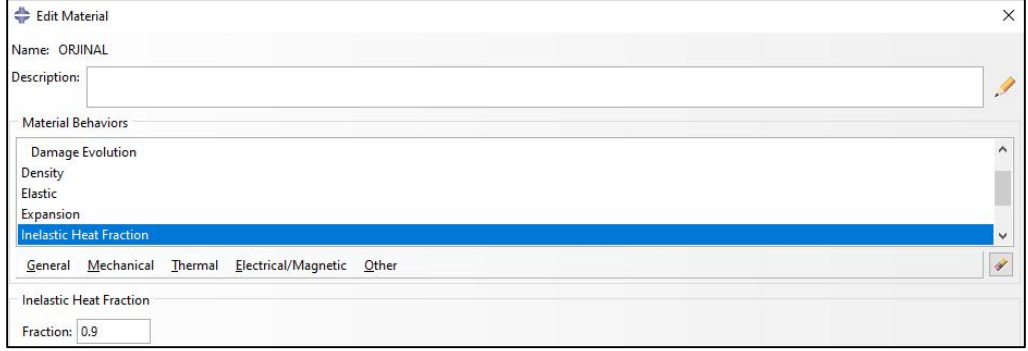 Edit Material
Name: ORJINAL
Description:
Material Behaviors
Damage Evolution
Density
Elastic
Expansion
Inelastic Heat Fraction
General Mechanical Thermal Electrical/Magnetic Other
Inelastic Heat Fraction
Fraction: 0.9